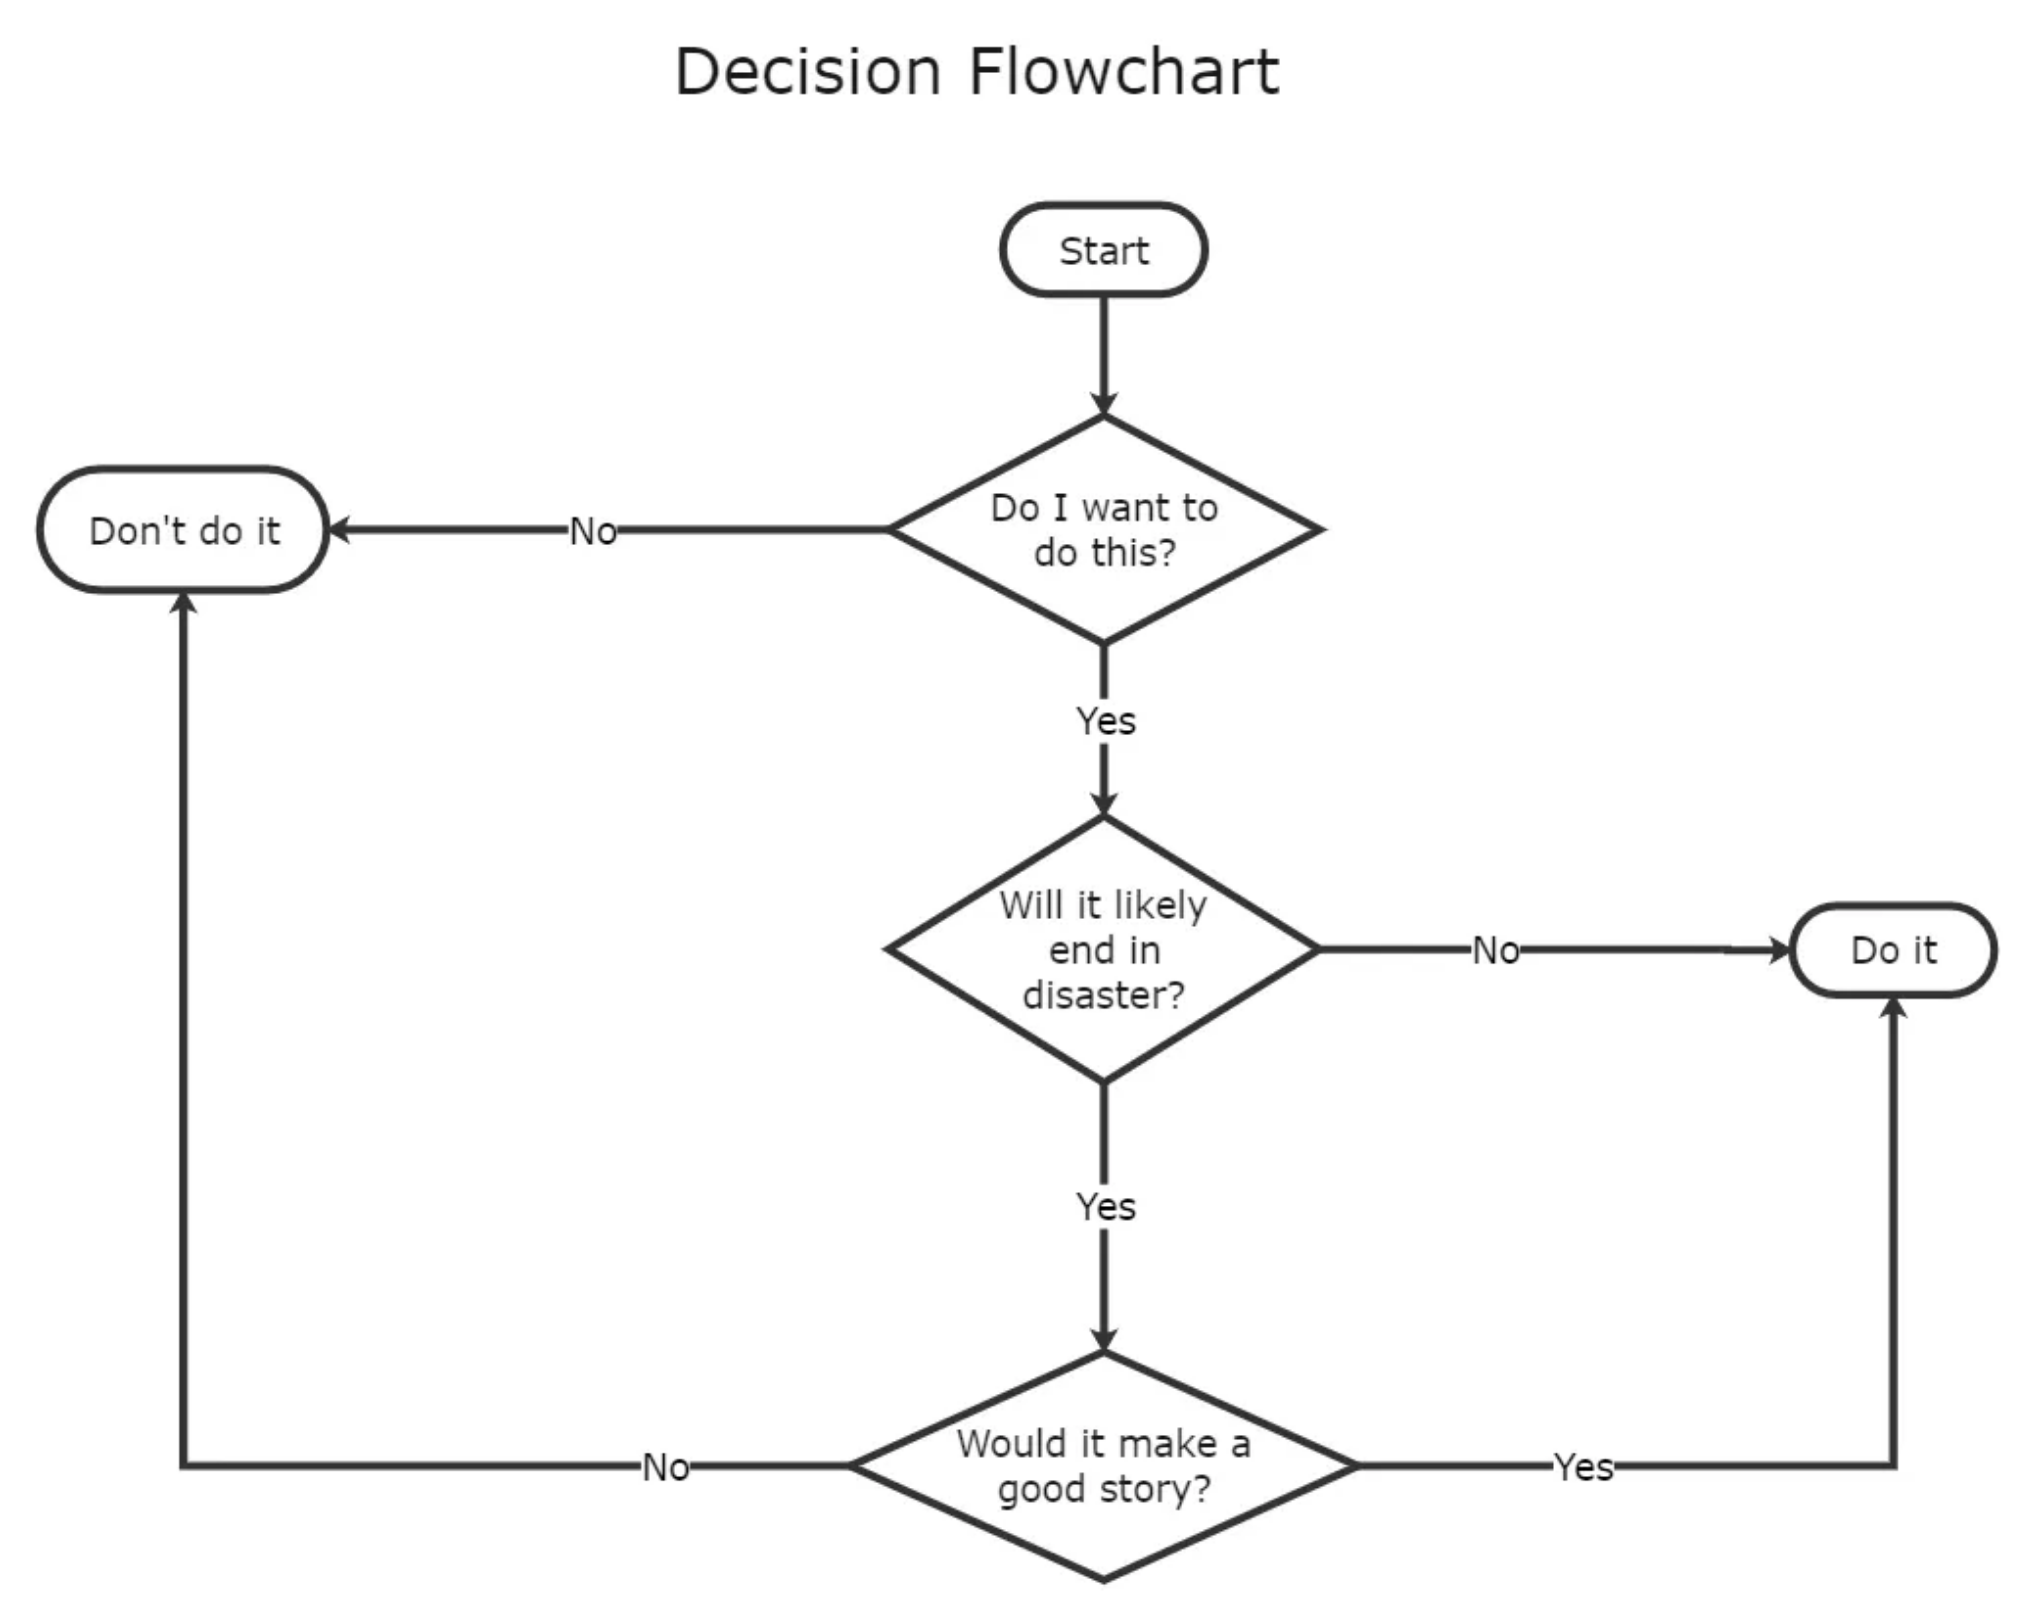 Decision Flowchart
Start
Do I want to
do this?
No
Don't do it
Yes
Will it likely
end in
disaster?
No
Do it
Yes
Would it make a
good story?
No
Yes